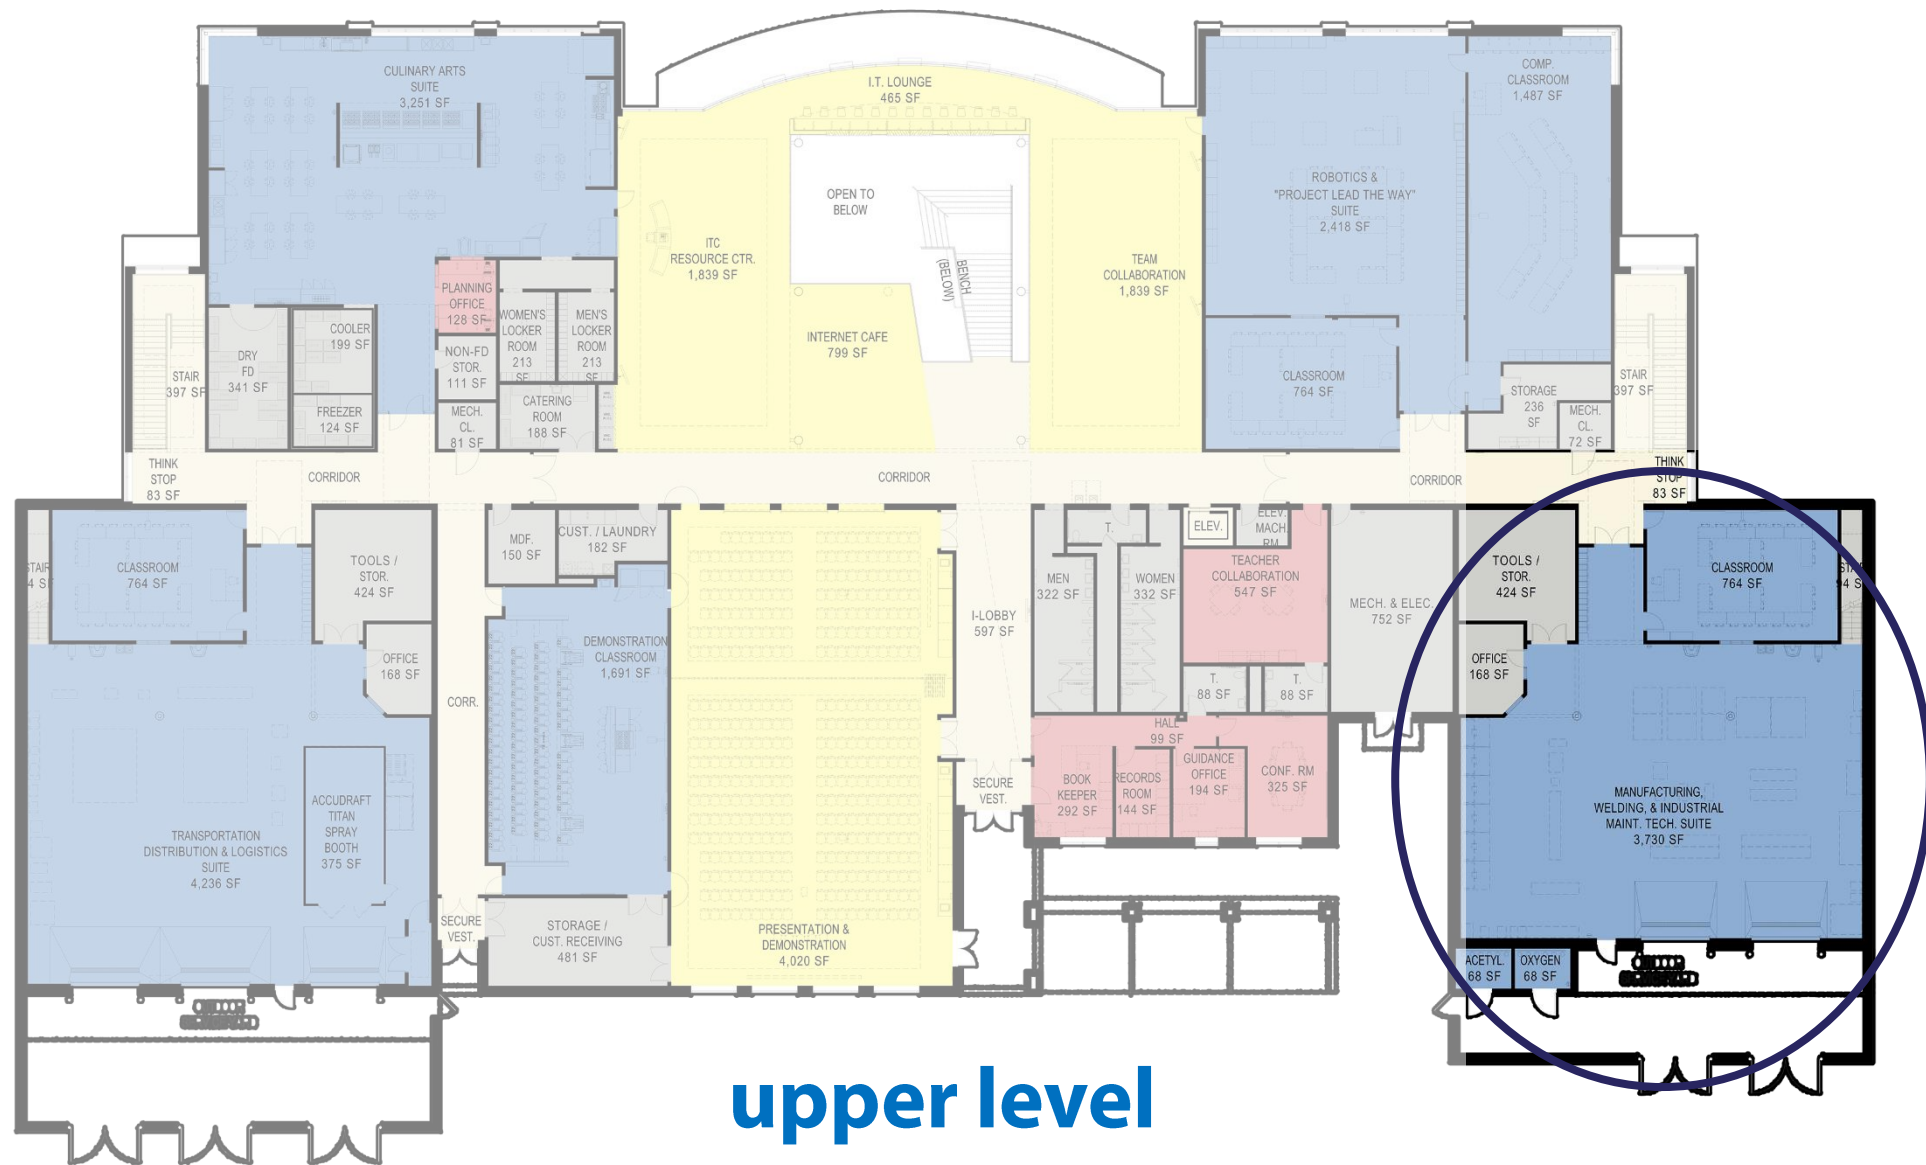 CULINARY ARTS
SUITE
3,251 SF
I.T. LOUNGE
465 SF
COMP.
CLASSROOM
1,487 SF
OPEN TO
BELOW
ITC
RESOURCE CTR.
1,839 SF
BENCH
(BELOW)
TEAM
COLLABORATION
1,839 SF
ROBOTICS &
"PROJECT LEAD THE WAY"
SUITE
2,418 SF
PLANNING
OFFICE
128 SF
WOMEN'S
LOCKER
ROOM
213
SF
MEN'S
LOCKER
ROOM
213
SF
INTERNET CAFE
799 SF
COOLER
199 SF
DRY
FD
341 SF
NON-FD
STOR.
111 SF
STAIR
397 SF
FREEZER
124 SF
MECH.
CL.
81 SF
CATERING
ROOM
188 SF
CLASSROOM
764 SF
STORAGE
236
SF
MECH.
CL.
72 SF
STAIR
397 SF
THINK
STOP
83 SF
CORRIDOR
CORRIDOR
CORRIDOR
THINK
STOP
83 SF
STAIR
4 SF
CLASSROOM
764 SF
TOOLS /
STOR.
424 SF
OFFICE
168 SF
MDF.
150 SF
CUST. / LAUNDRY
182 SF
DEMONSTRATION
CLASSROOM
1,691 SF
CORR.
I-LOBBY
597 SF
MEN
322 SF
T.
WOMEN
332 SF
ELEV.
ELEV.
MACH.
RM
TEACHER
COLLABORATION
547 SF
T.
88 SF
T.
88 SF
MECH. & ELEC.
752 SF
TOOLS /
STOR.
424 SF
OFFICE
168 SF
CLASSROOM
764 SF
94 S
ACCUDRAFT
TITAN
SPRAY
BOOTH
375 SF
TRANSPORTATION
DISTRIBUTION & LOGISTICS
SUITE
4,236 SF
SECURE
VEST.
STORAGE /
CUST. RECEIVING
481 SF
PRESENTATION &
DEMONSTRATION
4,020 SF
SECURE
VEST.
HALL
99 SF
BOOK
KEEPER
292 SF
RECORDS
ROOM
144 SF
GUIDANCE
OFFICE
194 SF
CONF. RM
325 SF
MANUFACTURING,
WELDING, & INDUSTRIAL
MAINT. TECH. SUITE
3,730 SF
ACETYL.
68 SF
OXYGEN
68 SF
upper level